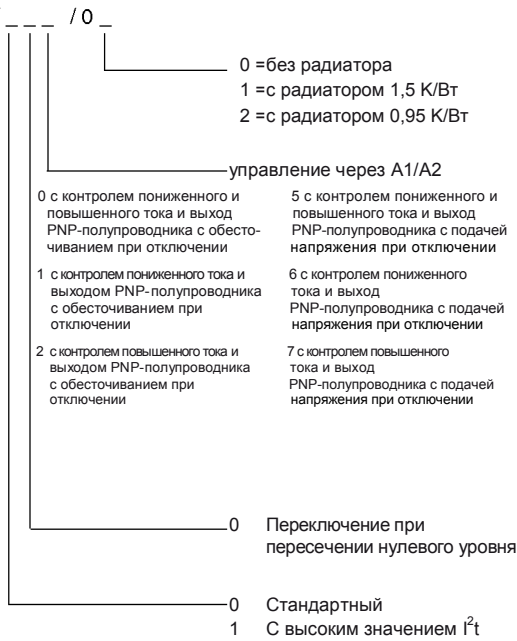 _ _ _ / 0 _
0 =без радиатора
1 =с радиатором 1,5 К/Вт
2 =с радиатором 0,95 К/Вт
управление через A1/A2
0 с контролем пониженного и
повышенного тока и выход
PNP-полупроводника с обесто-
чиванием при отключении
1 с контролем пониженного тока и
выходом PNP-полупроводника
с обесточиванием при
отключении
2 с контролем повышенного тока и
выходом PNP-полупроводника
с обесточиванием при
отключении
5 с контролем пониженного и
повышенного тока и выход
PNP-полупроводника с подачей
напряжения при отключении
6 с контролем пониженного
тока и выход
PNP-полупроводника с подачей
напряжения при отключении
7 с контролем повышенного
тока и выход
PNP-полупроводника с подачей
напряжения при отключении
0 Переключение при
пересечении нулевого уровня
0 Стандартный
1 С высоким значением I²t